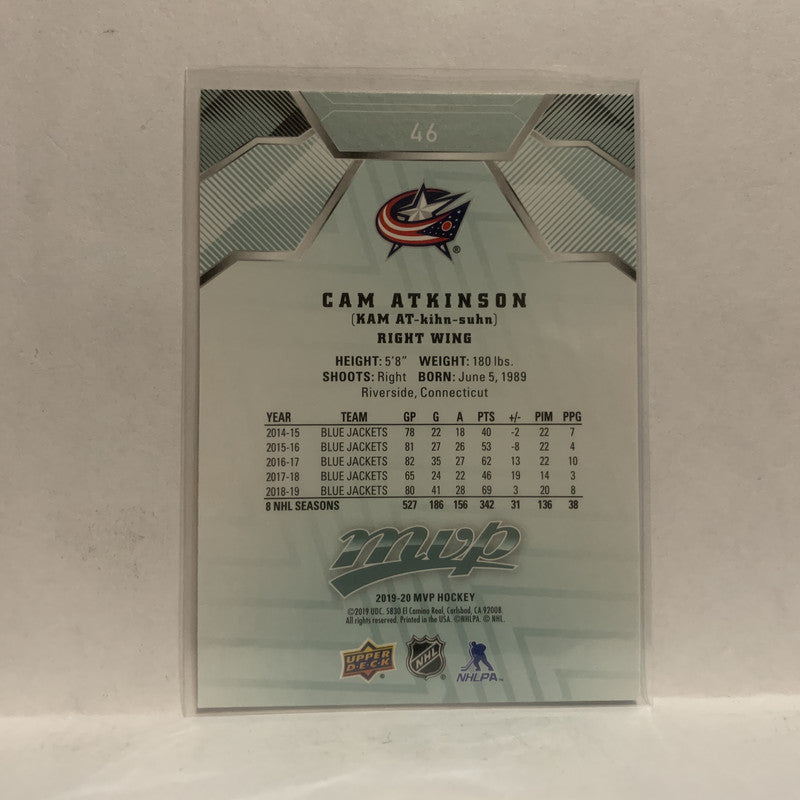 46
CAM ATKINSON
(KAM AT-kihn-suhn)
RIGHT WING
HEIGHT: 5'8" WEIGHT: 180 lbs.
SHOOTS: Right BORN: June 5, 1989
Riverside, Connecticut
YEAR TEAM GP G A PTS +/- PIM PPG
2014-15 BLUE JACKETS 78 22 18 40 -2 22 7
2015-16 BLUE JACKETS 81 27 26 53 -8 22 4
2016-17 BLUE JACKETS 82 35 27 62 13 22 10
2017-18 BLUE JACKETS 65 24 22 46 19 14 3
2018-19 BLUE JACKETS 80 41 28 69 3 20 8
8 NHL SEASONS 527 186 156 342 31 136 38
mvp
2019-20 MVP HOCKEY
©2019 UDC. 5830 El Camino Real, Carlsbad, CA 92008.
All rights reserved. Printed in the USA. ©NHLPA. © NHL.
UPPER DECK ® NHL ® NHLPA™